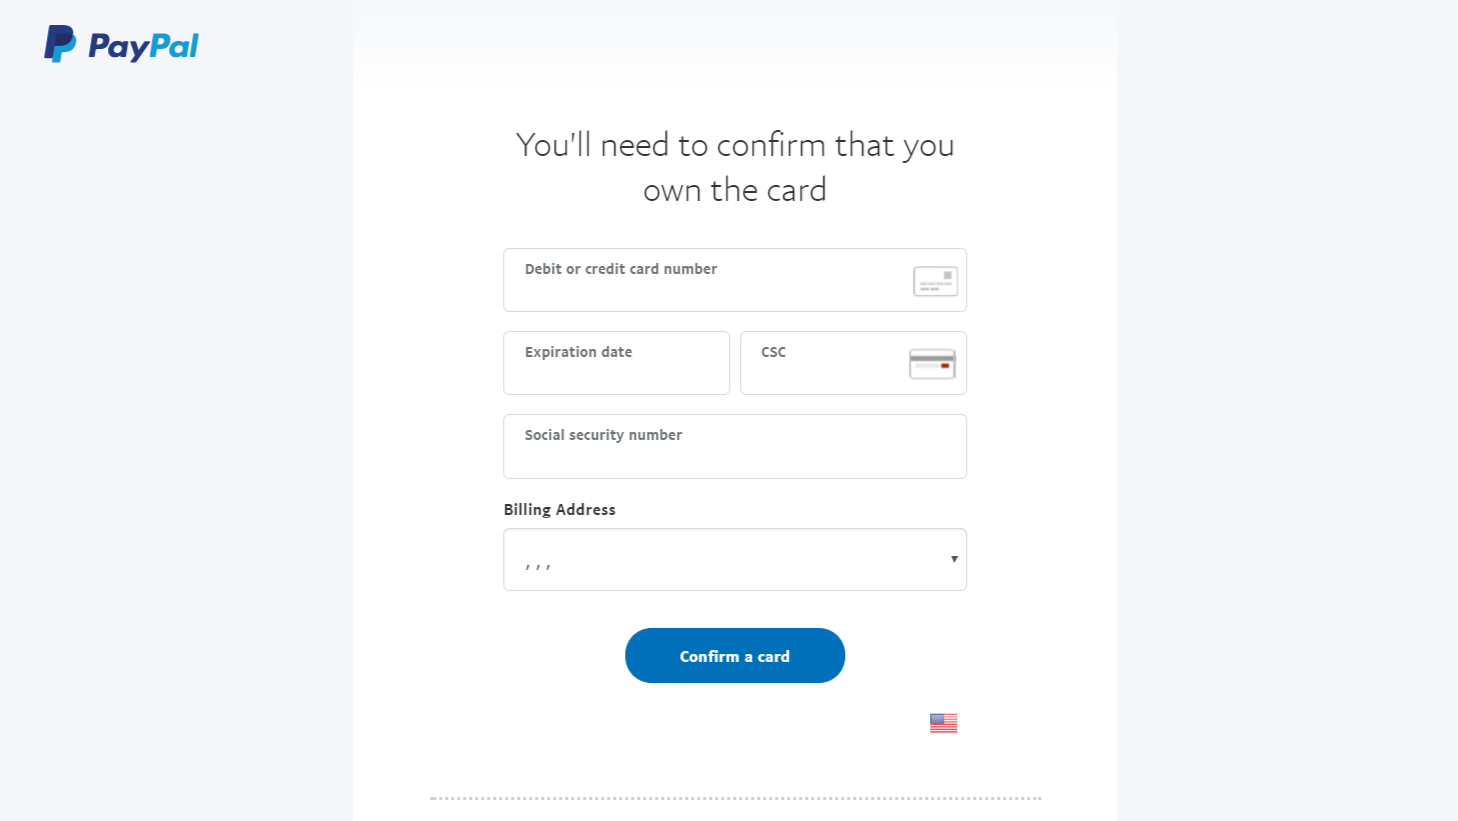 PayPal
You'll need to confirm that you
own the card
Debit or credit card number
Expiration date
CSC
Social security number
Billing Address
, , ,
Confirm a card